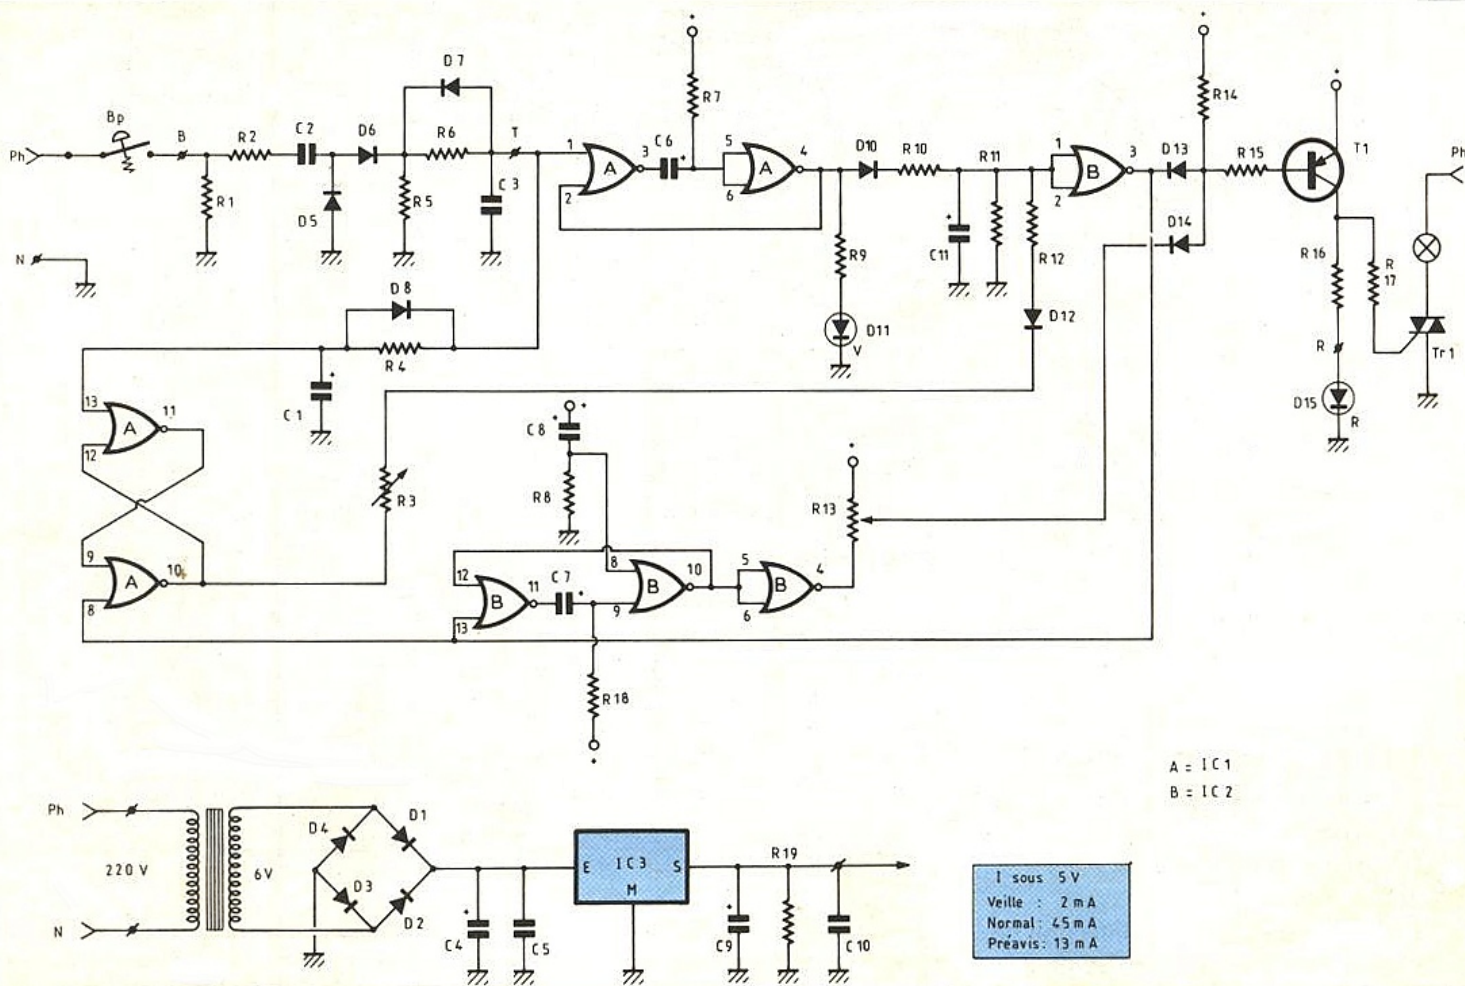 D7
Bp
B
R2
C2
D6
R6
T
Ph
R1
D5
R5
C3
N
R7
1
2
A
3
C6
+
5
6
A
4
D10
R10
R11
R9
D11
V
+
C11
R12
D12
1
2
B
3
D13
D14
+
R14
R15
+
T1
R16
R
17
Ph
Tr1
R
D15
R
D8
R4
C1
+
13
12
A
11
9
8
A
10
R3
+
C8
+
R8
12
13
B
11
C7
+
8
9
B
10
5
6
B
4
+
R13
R18
+
A = IC1
B = IC2
Ph
220 V
N
6V
D4
D1
D3
D2
+
C4
C5
E IC3 S
M
+
C9
R19
C10
I sous 5 V
Veille : 2 mA
Normal : 45 mA
Préavis : 13 mA